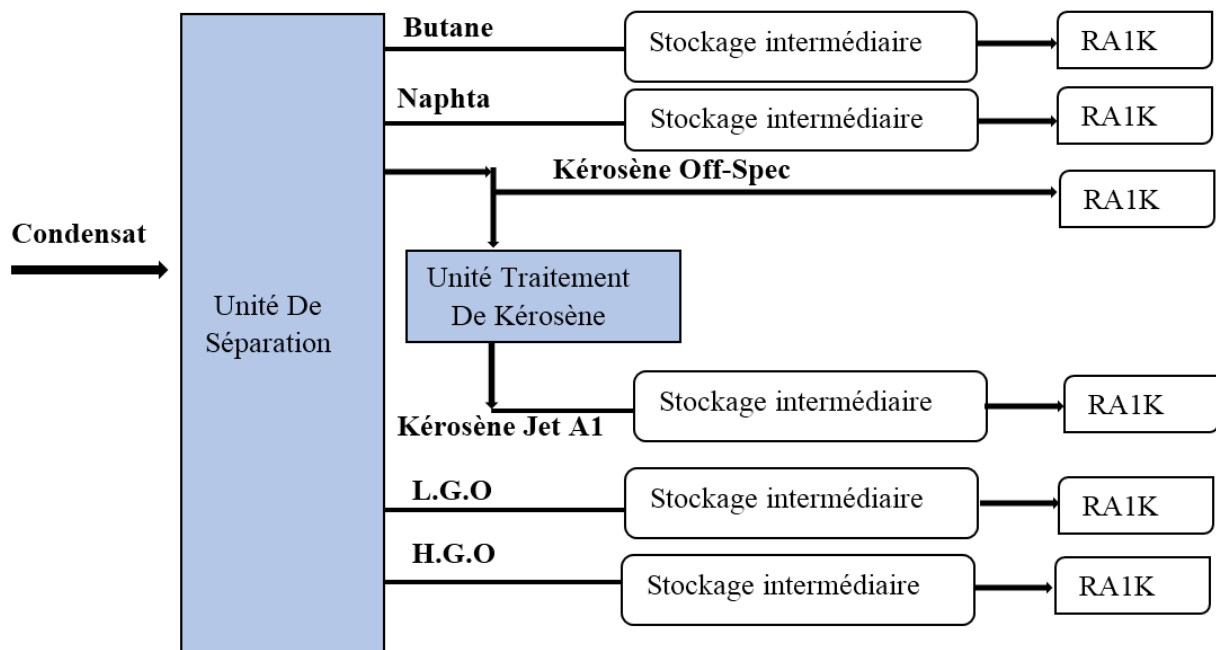 Butane
Stockage intermédiaire
RA1K
Naphta
Stockage intermédiaire
RA1K
Kérosène Off-Spec
RA1K
Condensat
Unité De
Séparation
Unité Traitement
De Kérosène
Kérosène Jet A1
Stockage intermédiaire
RA1K
L.G.O
Stockage intermédiaire
RA1K
H.G.O
Stockage intermédiaire
RA1K